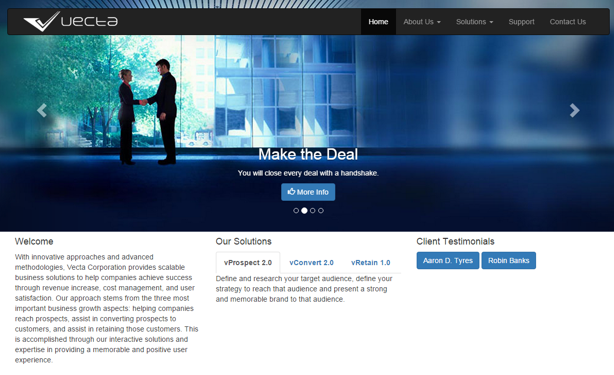 vecta
Home About Us Solutions Support Contact Us
Make the Deal
You will close every deal with a handshake.
More Info
Welcome
With innovative approaches and advanced
methodologies, Vecta Corporation provides scalable
business solutions to help companies achieve success
through revenue increase, cost management, and user
satisfaction. Our approach stems from the three most
important business growth aspects: helping companies
reach prospects, assist in converting prospects to
customers, and assist in retaining those customers. This
is accomplished through our interactive solutions and
expertise in providing a memorable and positive user
experience.
Our Solutions
vProspect 2.0 vConvert 2.0 vRetain 1.0
Define and research your target audience, define your
strategy to reach that audience and present a strong
and memorable brand to that audience.
Client Testimonials
Aaron D. Tyres Robin Banks